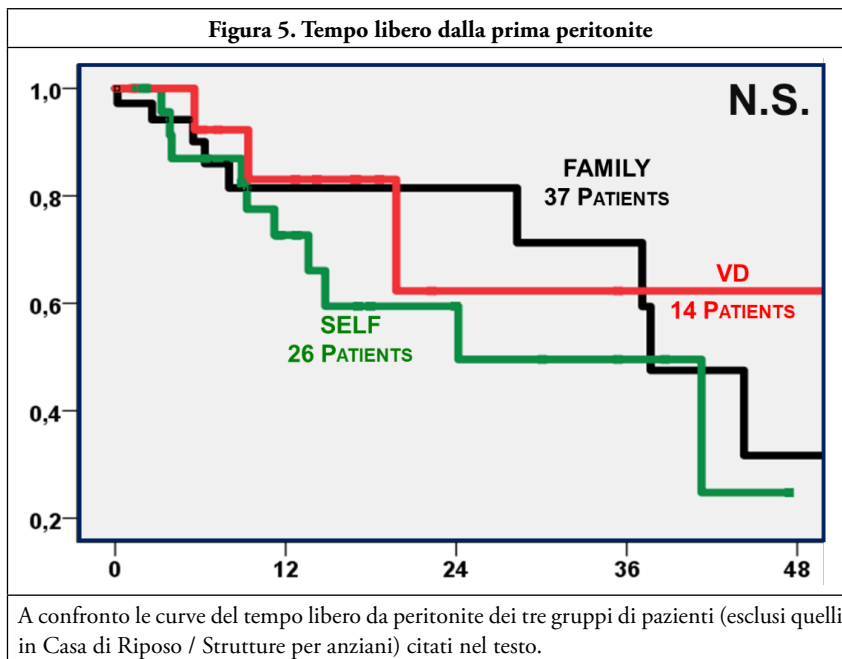 Figura 5. Tempo libero dalla prima peritonite
N.S.
1,0
0,8
0,6
0,4
0,2
FAMILY
37 PATIENTS
VD
14 PATIENTS
SELF
26 PATIENTS
0 12 24 36 48
A confronto le curve del tempo libero da peritonite dei tre gruppi di pazienti (esclusi quelli
in Casa di Riposo / Strutture per anziani) citati nel testo.